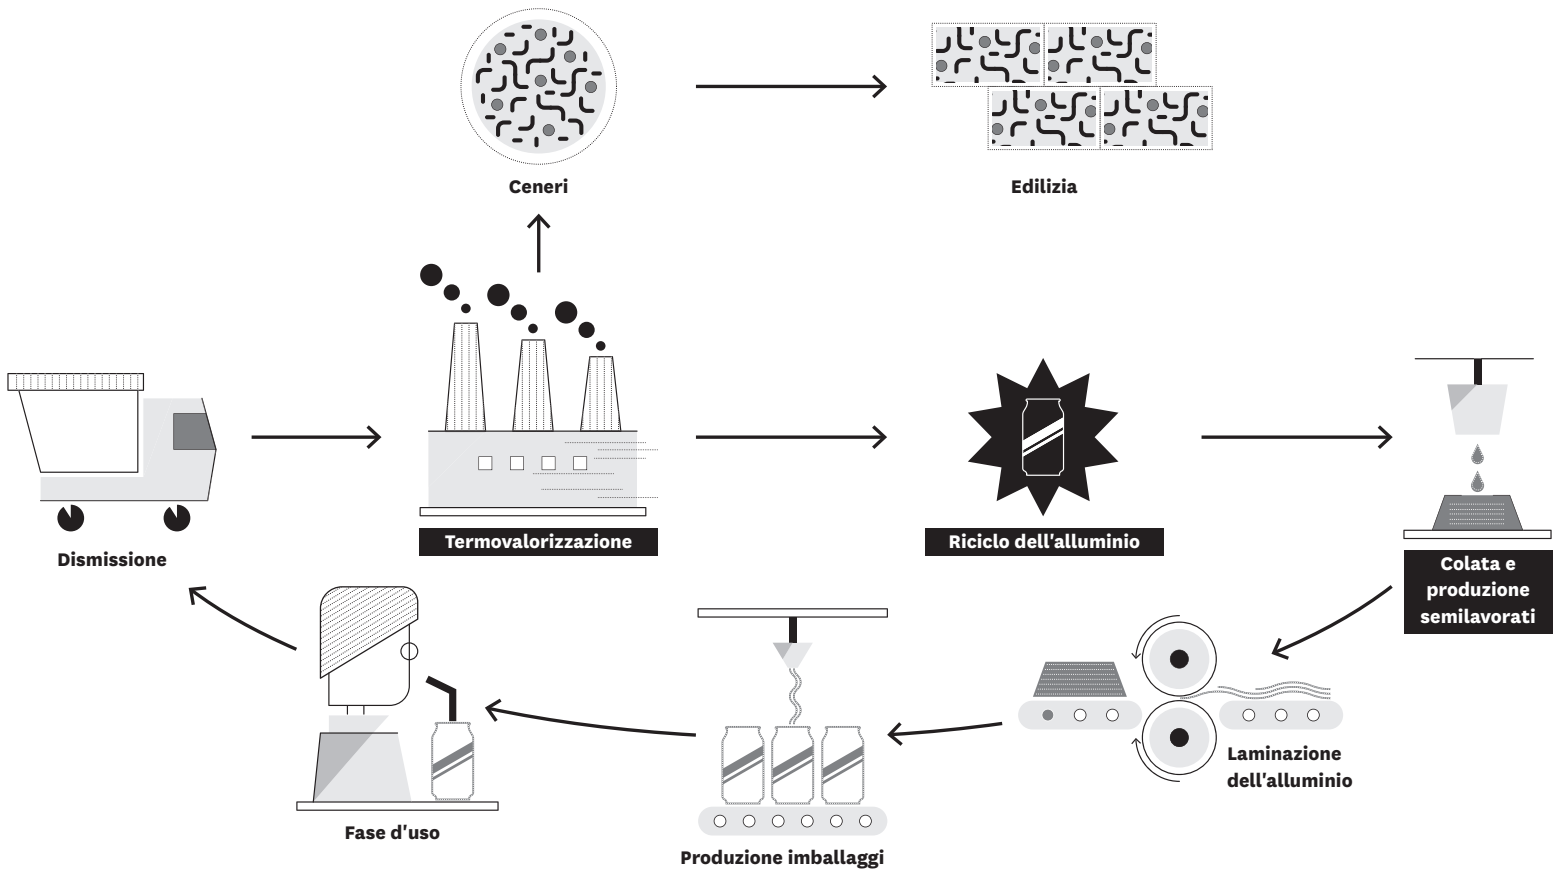 Ceneri
Edilizia
Termovalorizzazione
Riciclo dell'alluminio
Dismissione
Colata e
produzione
semilavorati
Laminazione
dell'alluminio
Fase d'uso
Produzione imballaggi